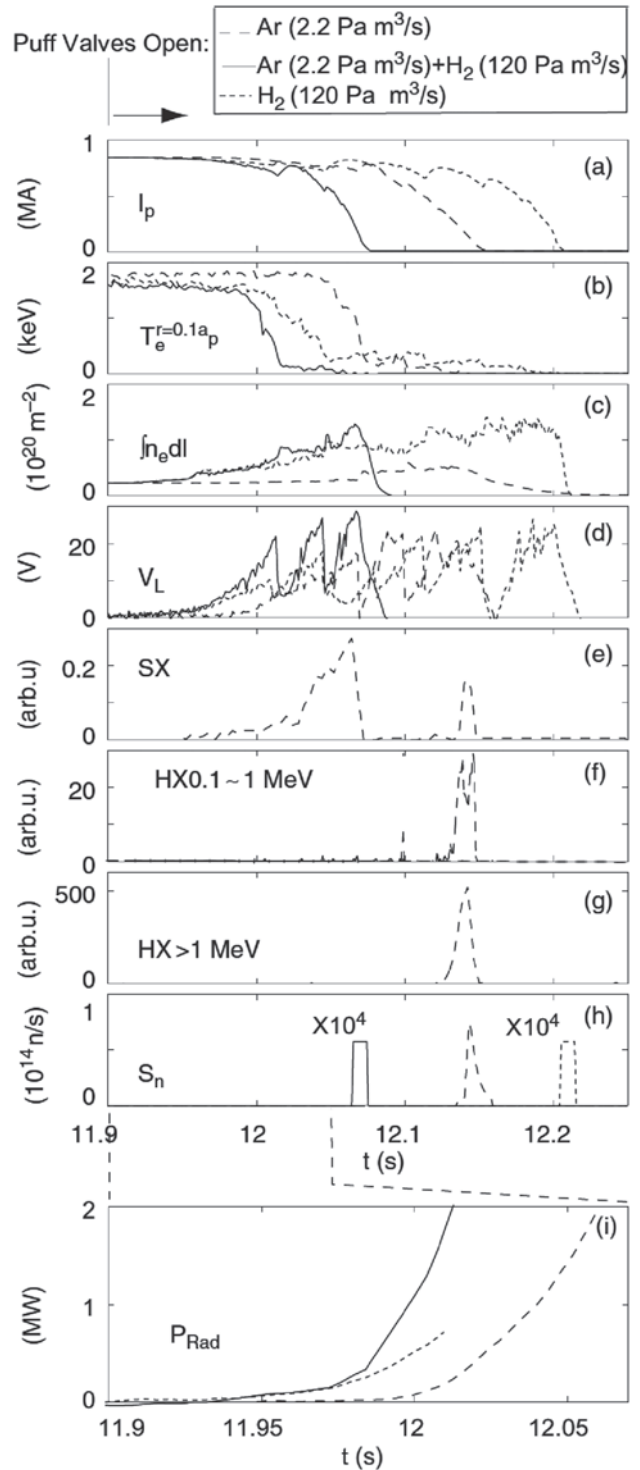 Puff Valves Open:
Ar (2.2 Pa m³/s)
Ar (2.2 Pa m³/s)+H₂ (120 Pa m³/s)
H₂ (120 Pa m³/s)
1
(a)
(MA)
Iₚ
0
2
(b)
(keV)
Tₑʳ⁼⁰·¹ᵃₚ
0
2
(c)
(10²⁰ m⁻²)
∫nₑdl
0
(d)
20
(V)
V_L
0
(e)
0.2
SX
(arb.u)
0
(f)
HX0.1 ~ 1 MeV
20
(arb.u.)
0
500
(g)
(arb.u.)
HX >1 MeV
0
1
(h)
X10⁴
X10⁴
(10¹⁴ n/s)
Sₙ
0
11.9 12 12.1 12.2
t (s)
2
(i)
1
(MW)
P_Rad
0
11.9 11.95 12 12.05
t (s)